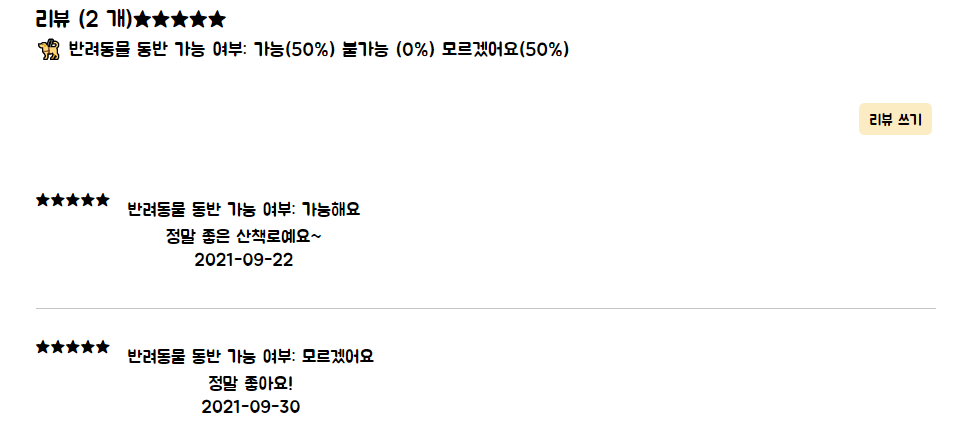 리뷰 (2 개)★★★★★
반려동물 동반 가능 여부: 가능(50%) 불가능 (0%) 모르겠어요(50%)
리뷰 쓰기
★★★★★ 반려동물 동반 가능 여부: 가능해요
정말 좋은 산책로예요~
2021-09-22
★★★★★ 반려동물 동반 가능 여부: 모르겠어요
정말 좋아요!
2021-09-30